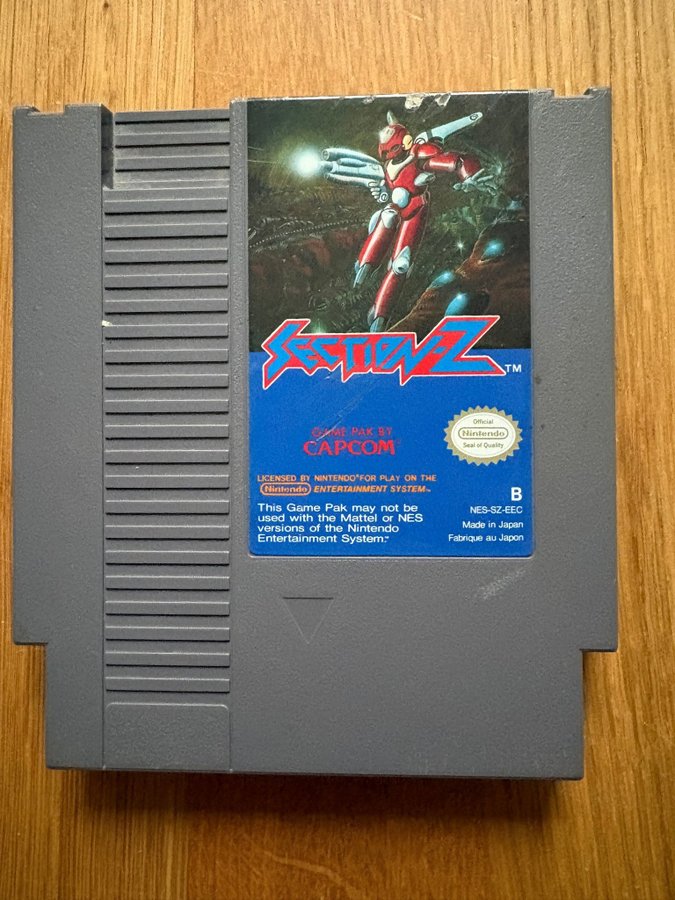 SECTION-Z™
GAME PAK BY
CAPCOM®
LICENSED BY NINTENDO® FOR PLAY ON THE
Nintendo ENTERTAINMENT SYSTEM™
This Game Pak may not be
used with the Mattel or NES
versions of the Nintendo
Entertainment System.™
Official
Nintendo
Seal of Quality
B
NES-SZ-EEC
Made in Japan
Fabriqué au Japon